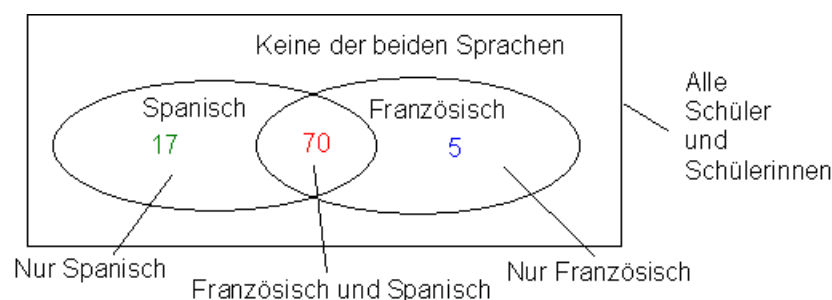 Keine der beiden Sprachen
Spanisch
Französisch
17
70
5
Alle
Schüler
und
Schülerinnen
Nur Spanisch
Französisch und Spanisch
Nur Französisch